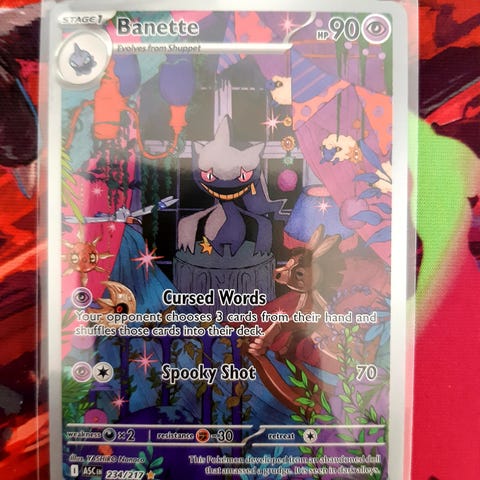 STAGE 1
Banette
HP 90
Evolves from Shuppet
Cursed Words
Your opponent chooses 3 cards from their hand and
shuffles those cards into their deck.
Spooky Shot 70
weakness ×2 resistance -30 retreat
Illus.
This Pokémon developed from an abandoned doll
ASC EN 234/217 that amassed a grudge. It is seen in dark alleys.